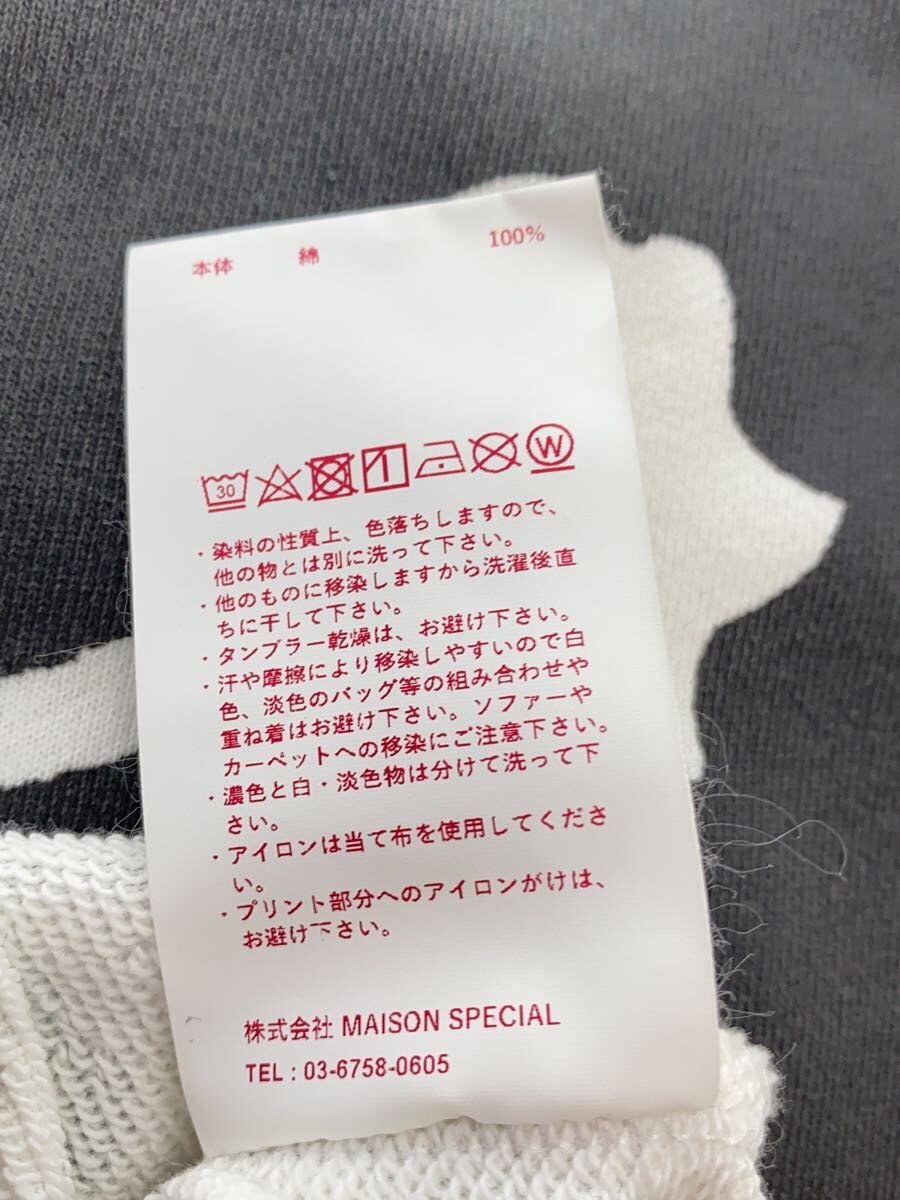 本体 綿 100%
30 W
・染料の性質上、色落ちしますので、
他の物とは別に洗って下さい。
・他のものに移染しますから洗濯後直
ちに干して下さい。
・タンブラー乾燥は、お避け下さい。
・汗や摩擦により移染しやすいので白
色、淡色のバッグ等の組み合わせや
重ね着はお避け下さい。ソファーや
カーペットへの移染にご注意下さい。
・濃色と白・淡色物は分けて洗って下
さい。
・アイロンは当て布を使用してくださ
い。
・プリント部分へのアイロンがけは、
お避け下さい。
株式会社 MAISON SPECIAL
TEL : 03-6758-0605